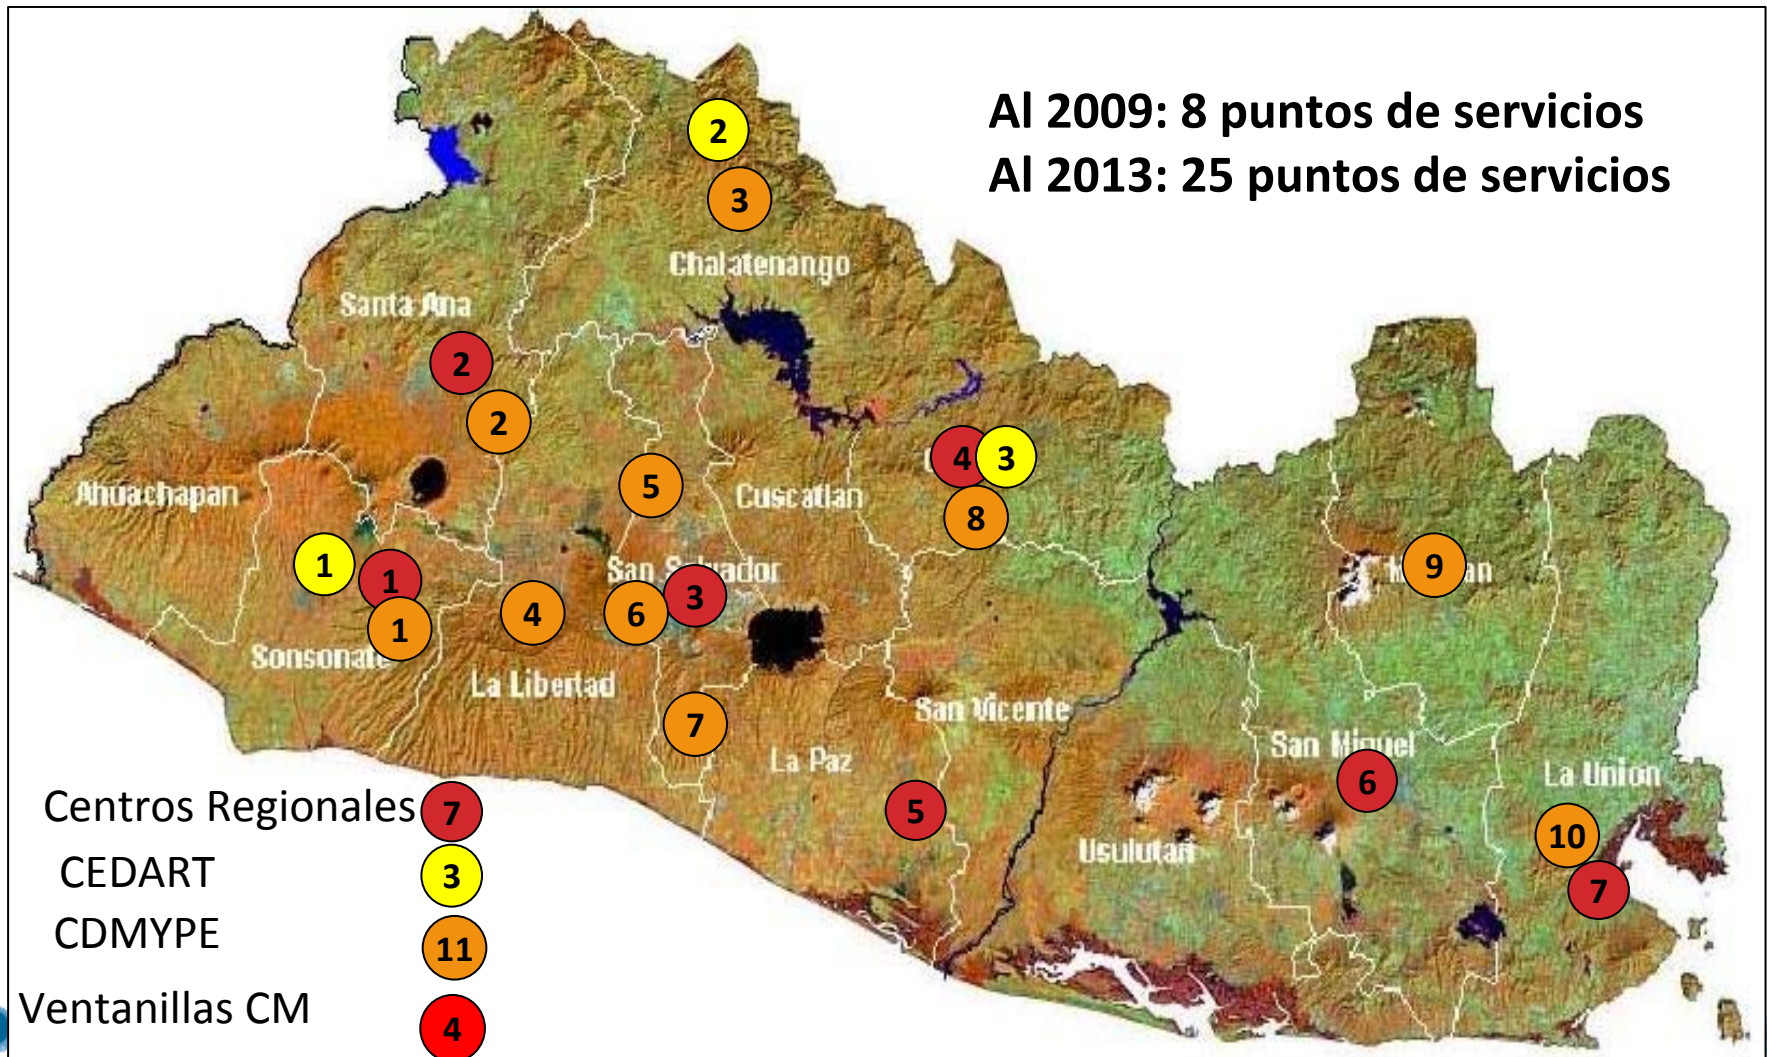 Al 2009: 8 puntos de servicios
Al 2013: 25 puntos de servicios
2
3
Chalatenango
Santa Ana
2
2
4 3
5
Cuscatlan
8
Ahuachapan
1
1
1
Sonsonate
4
La Libertad
San Salvador
6 3
7
La Paz
San Vicente
5
9
San Miguel
6
La Union
10
7
Usulutan
Centros Regionales 7
CEDART 3
CDMYPE 11
Ventanillas CM 4